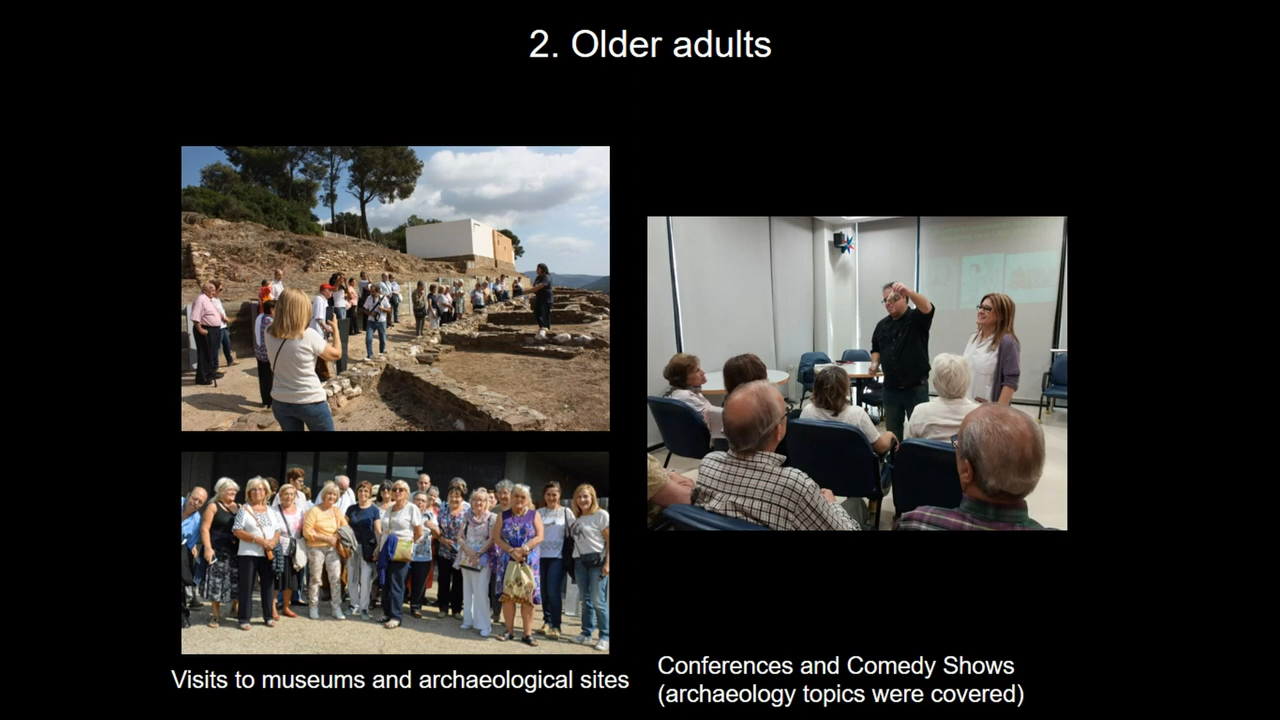 2. Older adults
Visits to museums and archaeological sites
Conferences and Comedy Shows
(archaeology topics were covered)